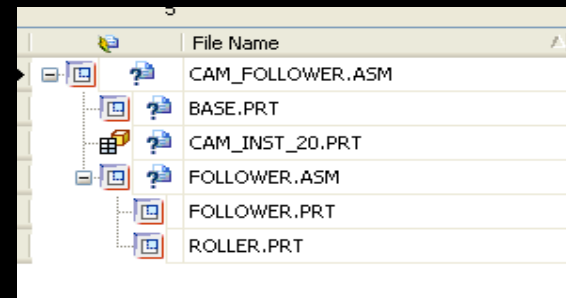 File Name
CAM_FOLLOWER.ASM
BASE.PRT
CAM_INST_20.PRT
FOLLOWER.ASM
FOLLOWER.PRT
ROLLER.PRT